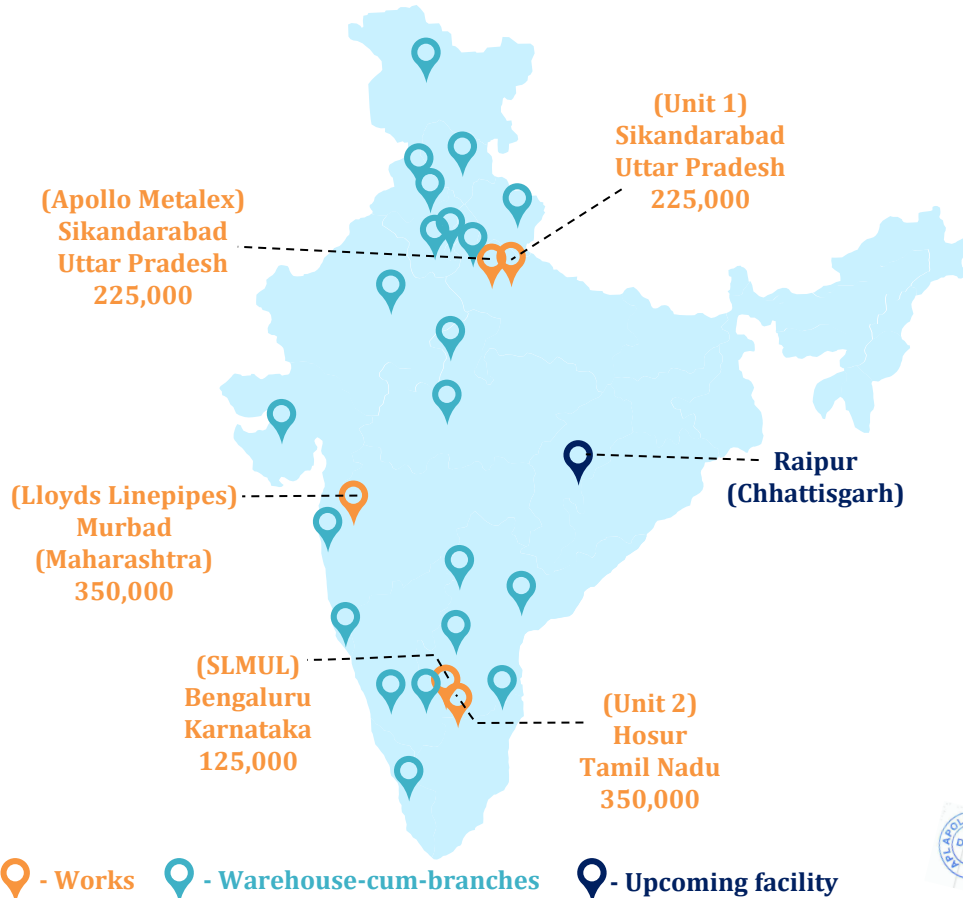 (Unit 1)
Sikandarabad
Uttar Pradesh
225,000
(Apollo Metalex)
Sikandarabad
Uttar Pradesh
225,000
Raipur
(Chhattisgarh)
(Lloyds Linepipes)
Murbad
(Maharashtra)
350,000
(SLMUL)
Bengaluru
Karnataka
125,000
(Unit 2)
Hosur
Tamil Nadu
350,000
- Works
- Warehouse-cum-branches
- Upcoming facility